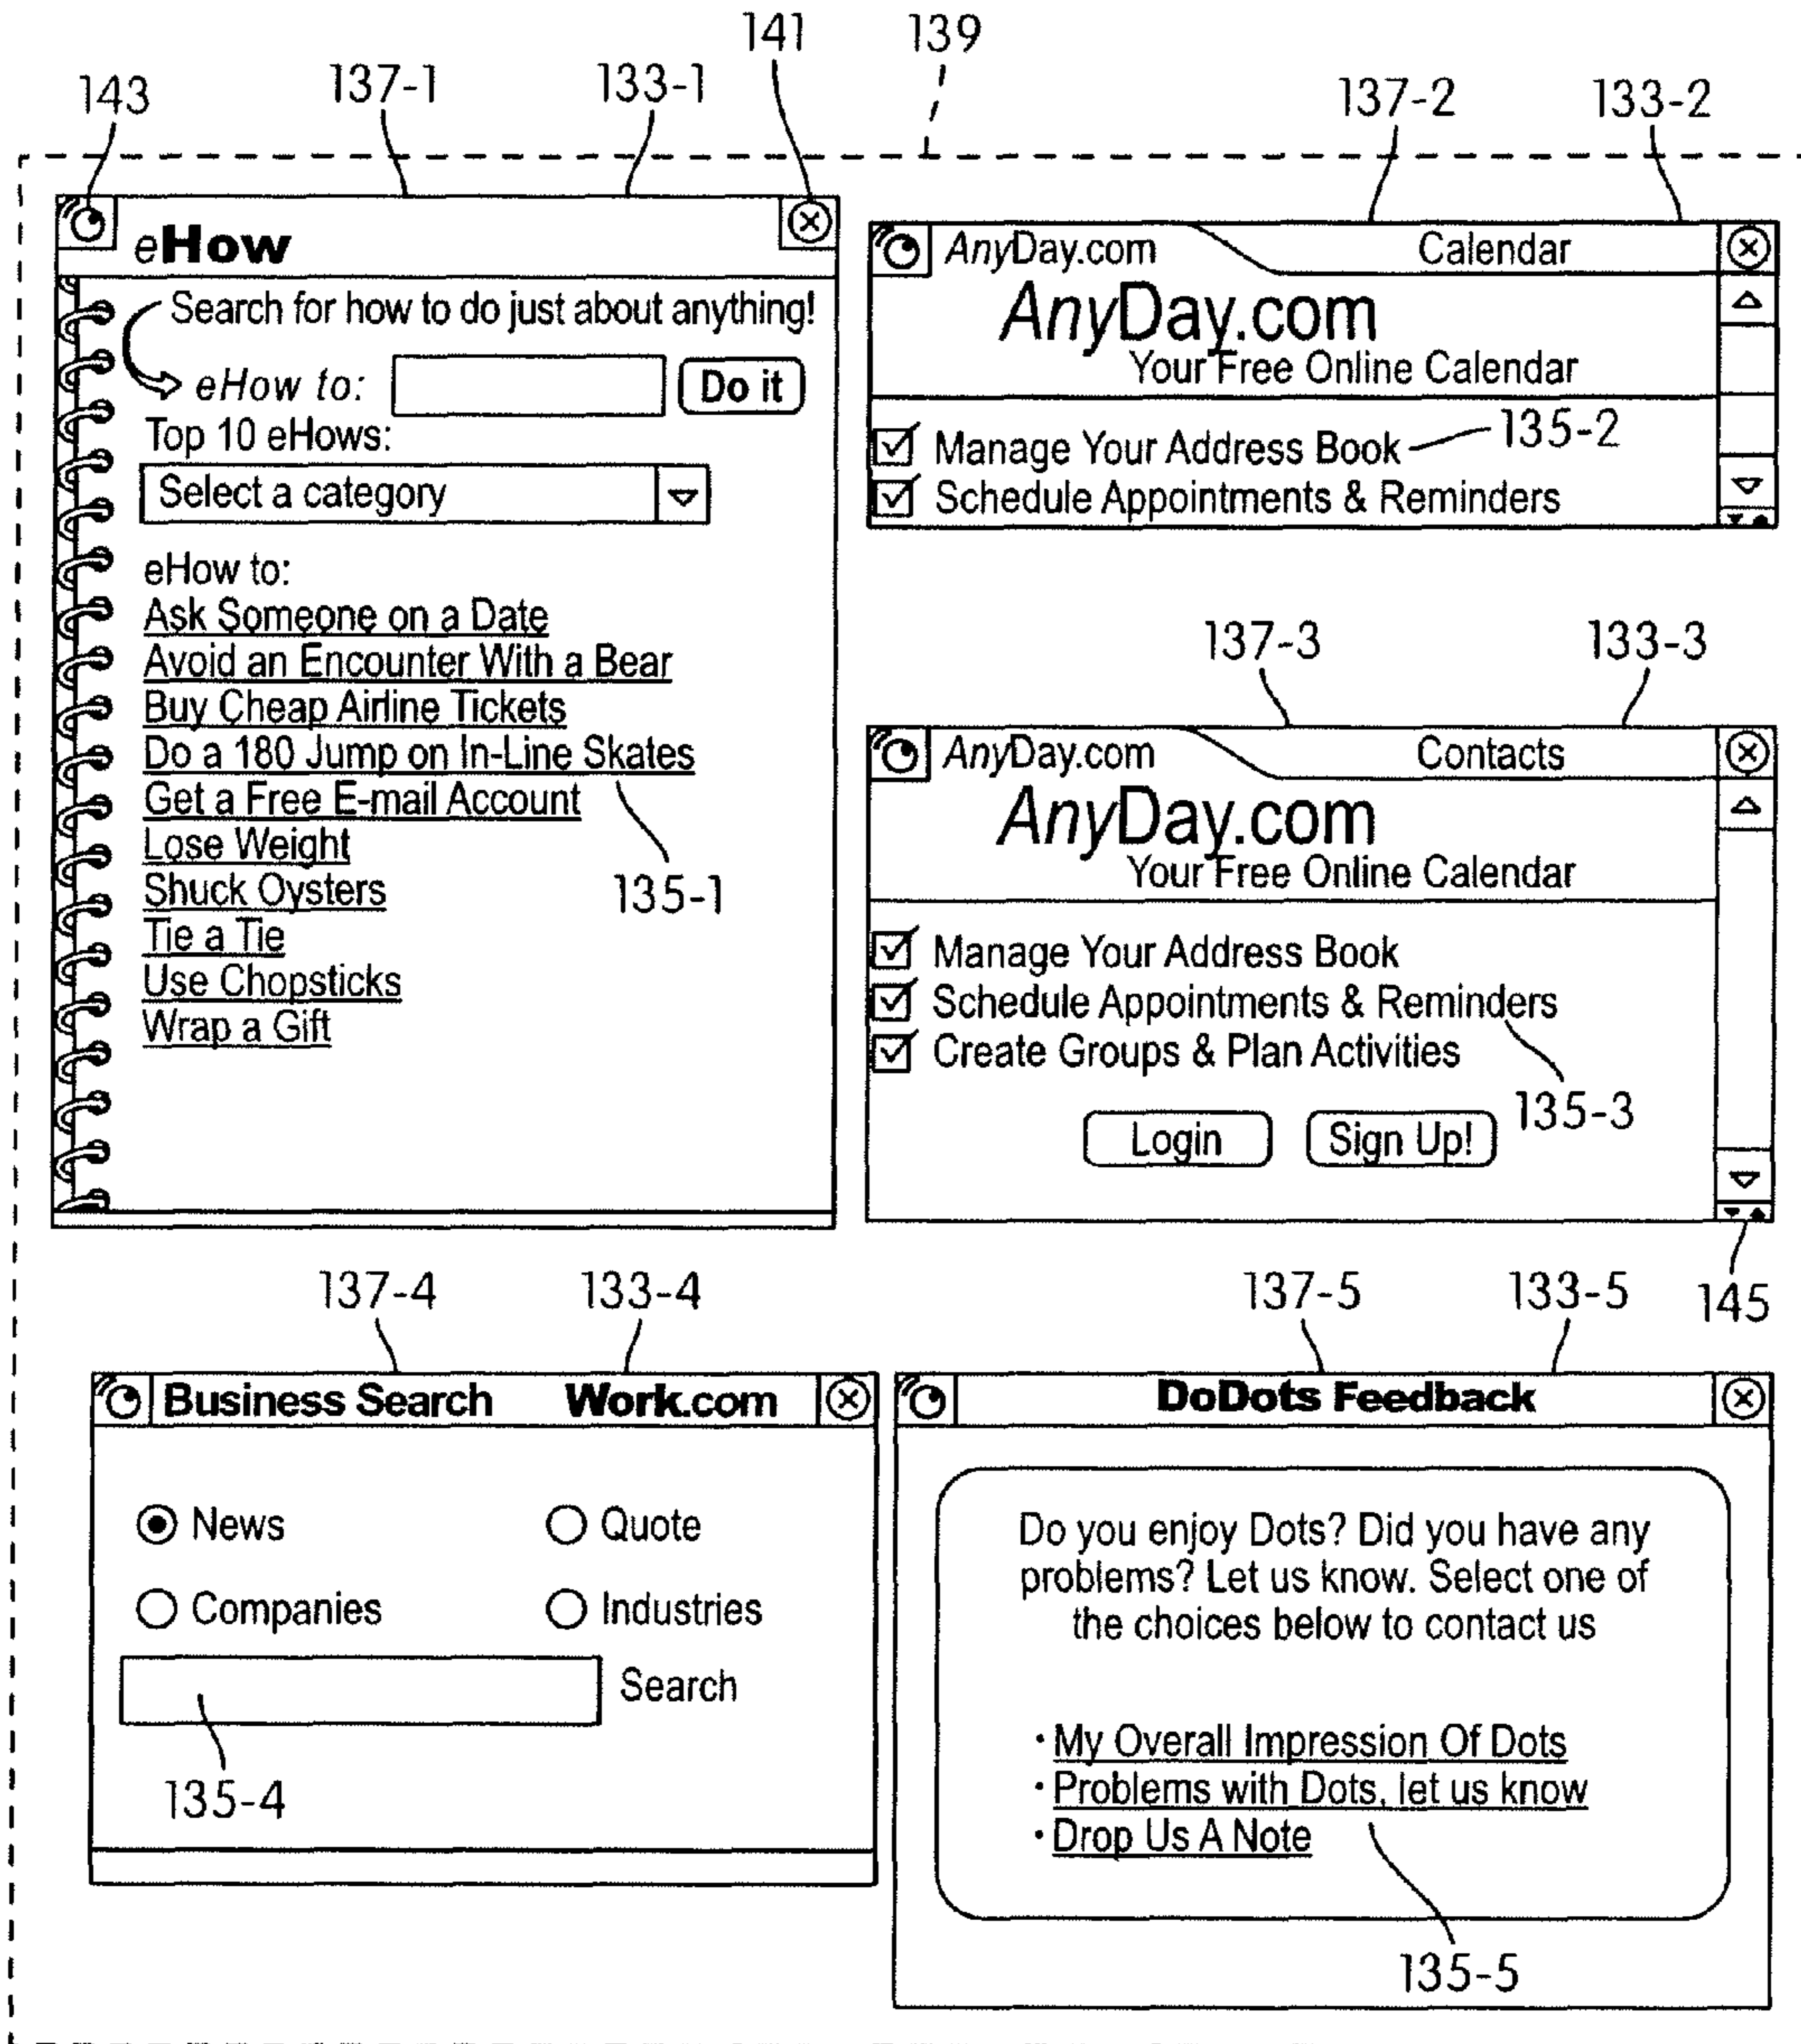 141
139
143
137-1
133-1
137-2
133-2
eHow
Search for how to do just about anything!
eHow to:
Do it
Top 10 eHows:
Select a category
eHow to:
Ask Someone on a Date
Avoid an Encounter With a Bear
Buy Cheap Airline Tickets
Do a 180 Jump on In-Line Skates
Get a Free E-mail Account
Lose Weight
Shuck Oysters
Tie a Tie
Use Chopsticks
Wrap a Gift
135-1
AnyDay.com
Calendar
AnyDay.com
Your Free Online Calendar
Manage Your Address Book
135-2
Schedule Appointments & Reminders
137-3
133-3
AnyDay.com
Contacts
AnyDay.com
Your Free Online Calendar
Manage Your Address Book
Schedule Appointments & Reminders
Create Groups & Plan Activities
135-3
Login
Sign Up!
145
137-4
133-4
Business Search
Work.com
News
Quote
Companies
Industries
Search
135-4
137-5
133-5
DoDots Feedback
Do you enjoy Dots? Did you have any
problems? Let us know. Select one of
the choices below to contact us
· My Overall Impression Of Dots
· Problems with Dots, let us know
· Drop Us A Note
135-5